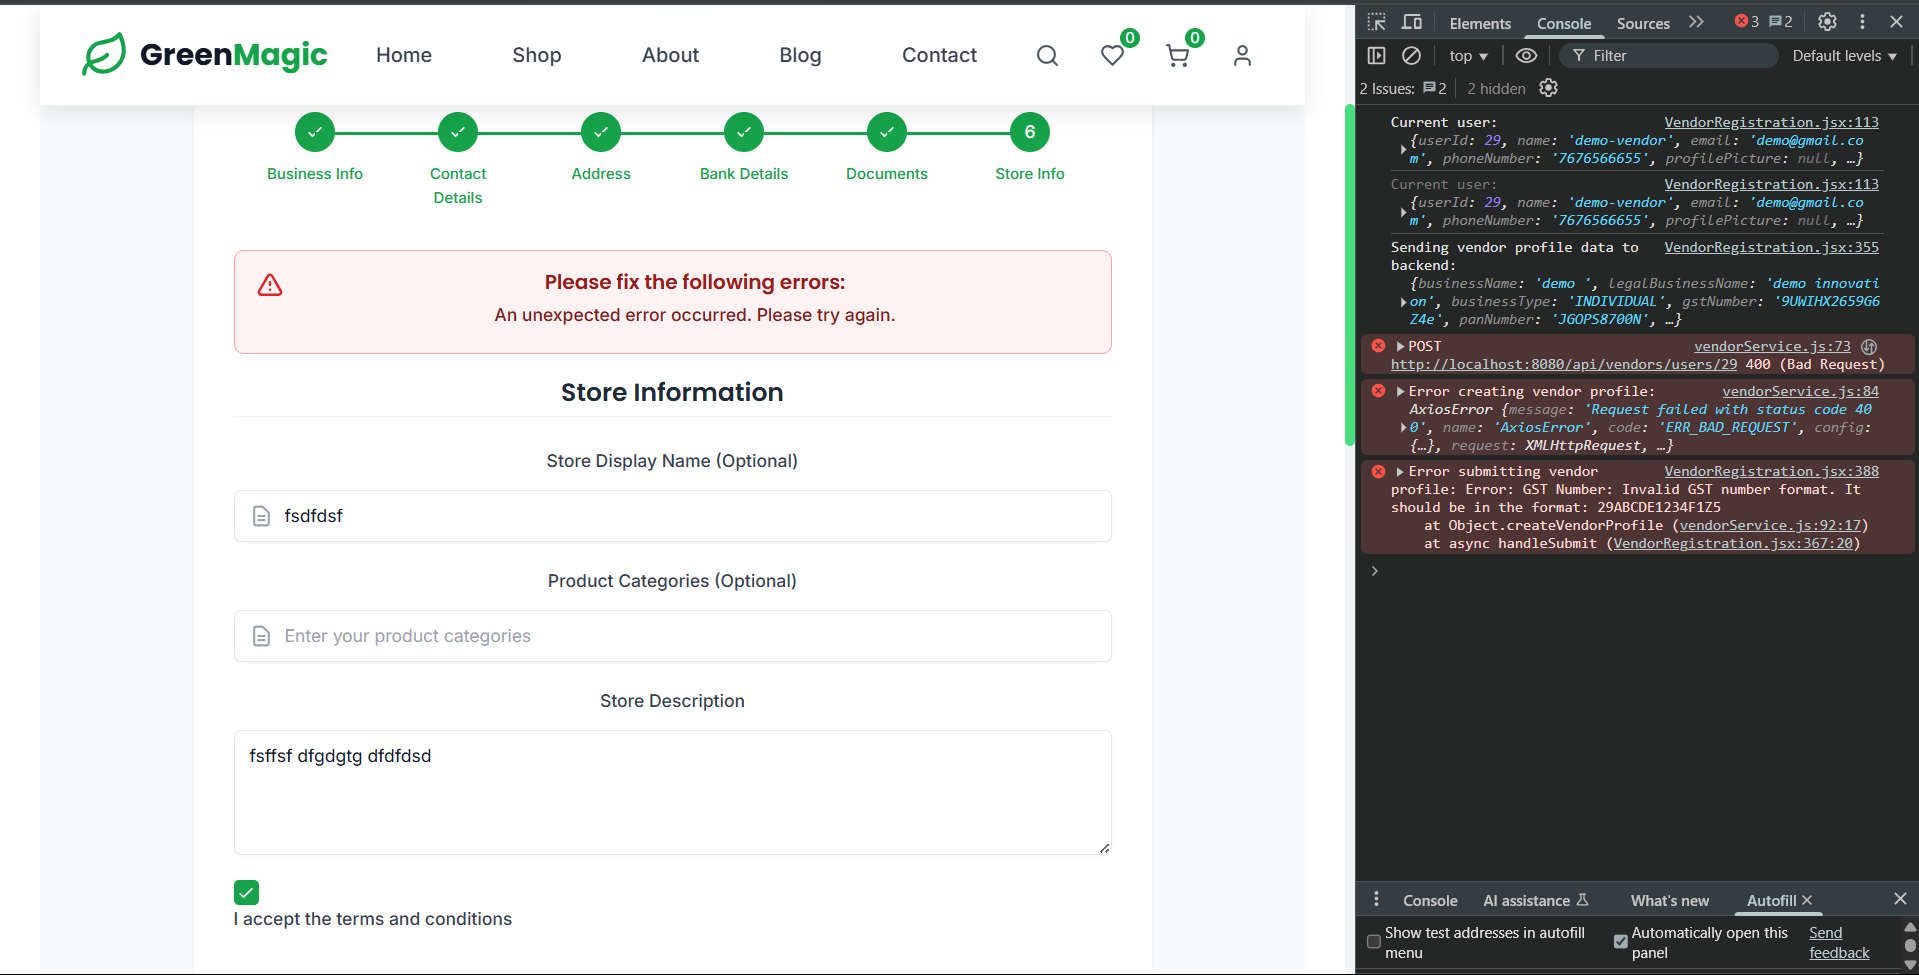 GreenMagic
Home
Shop
About
Blog
Contact
0
0
6
Business Info
Contact
Details
Address
Bank Details
Documents
Store Info
Please fix the following errors:
An unexpected error occurred. Please try again.
Store Information
Store Display Name (Optional)
fsdfdsf
Product Categories (Optional)
Enter your product categories
Store Description
fsffsf dfgdgtg dfdfdsd
I accept the terms and conditions
Elements
Console
Sources
3
2
top
Filter
Default levels
2 Issues: 2
2 hidden
Current user: VendorRegistration.jsx:113
{userId: 29, name: 'demo-vendor', email: 'demo@gmail.co
m', phoneNumber: '7676566655', profilePicture: null, …}
Current user: VendorRegistration.jsx:113
{userId: 29, name: 'demo-vendor', email: 'demo@gmail.co
m', phoneNumber: '7676566655', profilePicture: null, …}
Sending vendor profile data to VendorRegistration.jsx:355
backend:
{businessName: 'demo ', legalBusinessName: 'demo innovati
on', businessType: 'INDIVIDUAL', gstNumber: '9UWIHX2659G6
Z4e', panNumber: 'JGOPS8700N', …}
POST vendorService.js:73
http://localhost:8080/api/vendors/users/29 400 (Bad Request)
Error creating vendor profile: vendorService.js:84
AxiosError {message: 'Request failed with status code 40
0', name: 'AxiosError', code: 'ERR_BAD_REQUEST', config:
{…}, request: XMLHttpRequest, …}
Error submitting vendor VendorRegistration.jsx:388
profile: Error: GST Number: Invalid GST number format. It
should be in the format: 29ABCDE1234F1Z5
at Object.createVendorProfile (vendorService.js:92:17)
at async handleSubmit (VendorRegistration.jsx:367:20)
Console
AI assistance
What's new
Autofill
Show test addresses in autofill
menu
Automatically open this
panel
Send
feedback